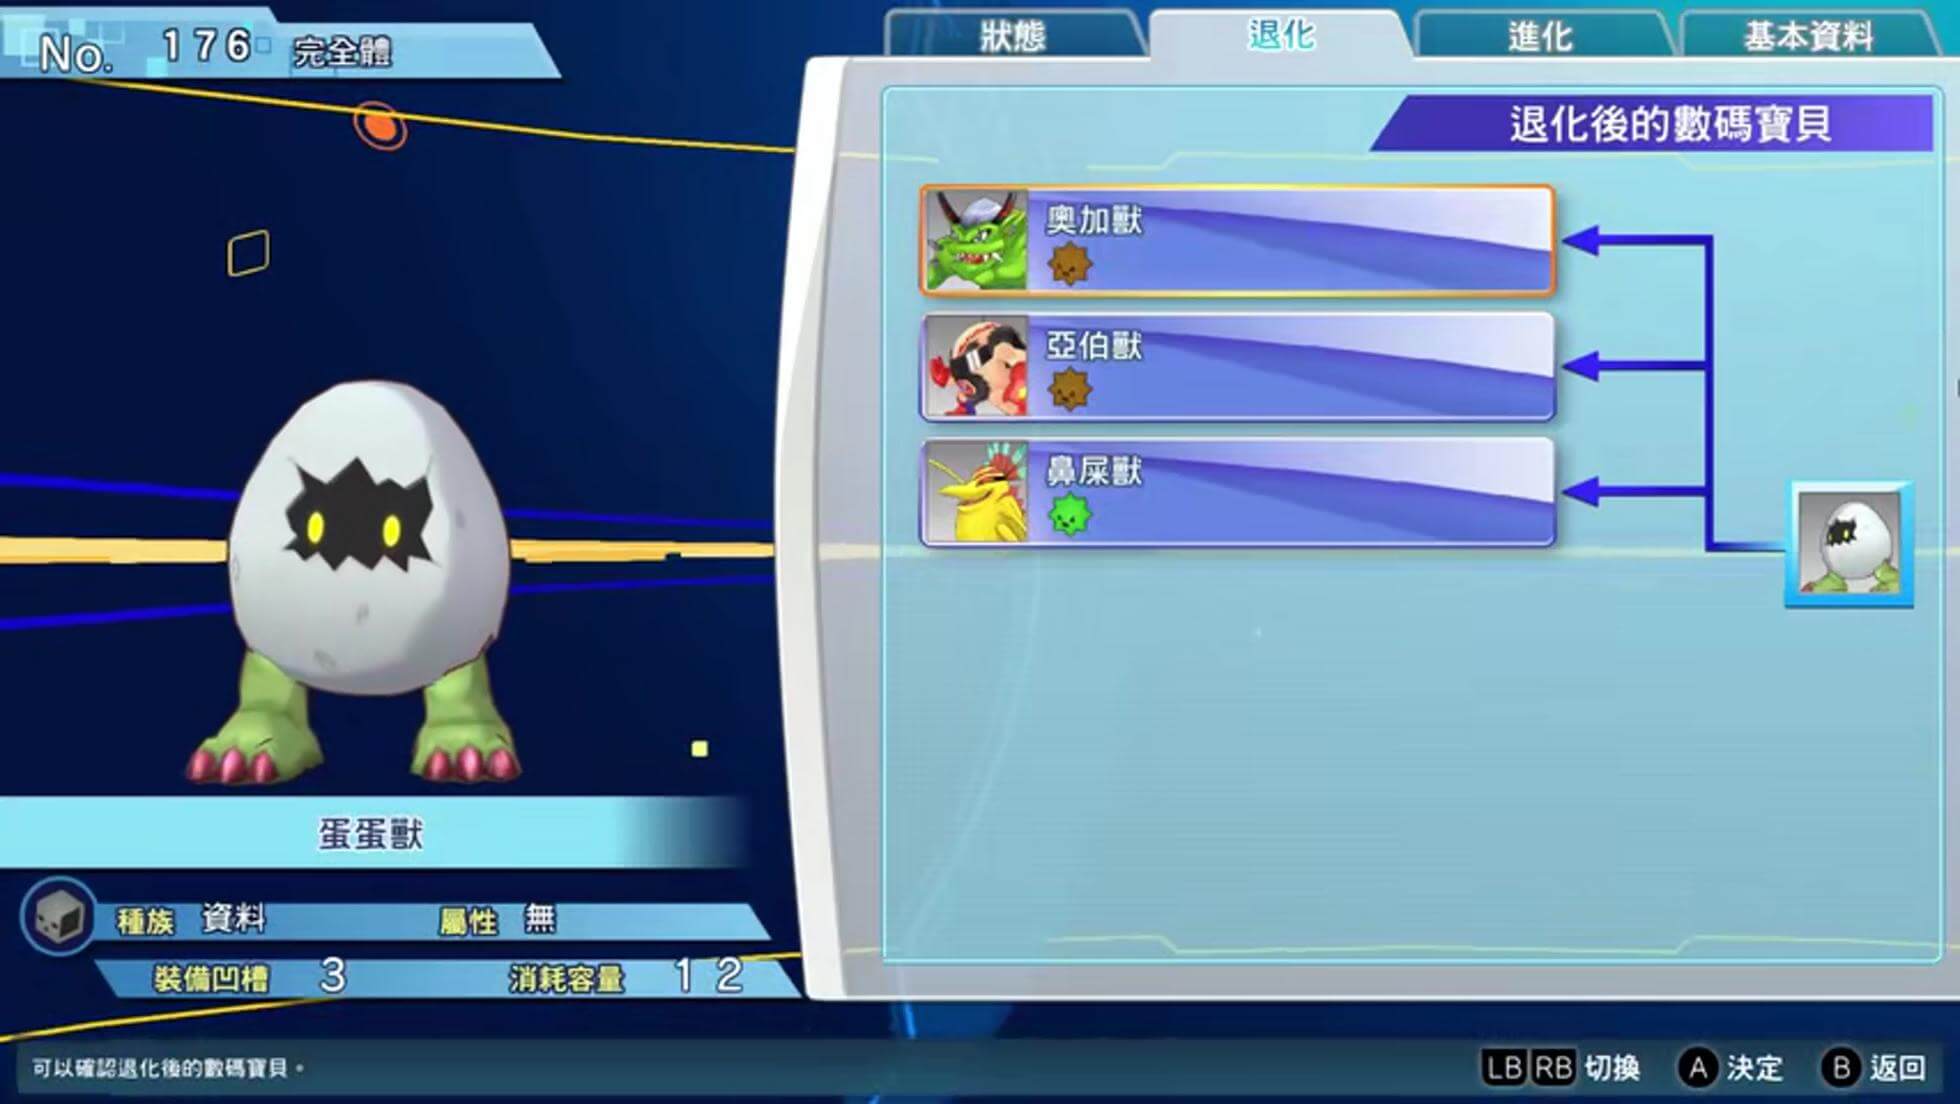 No. 176 完全體
狀態 退化 進化 基本資料
退化後的數碼寶貝
奧加獸
亞伯獸
鼻屎獸
蛋蛋獸
種族 資料 屬性 無
裝備凹槽 3 消耗容量 12
可以確認退化後的數碼寶貝。
LB RB 切換 A 決定 B 返回